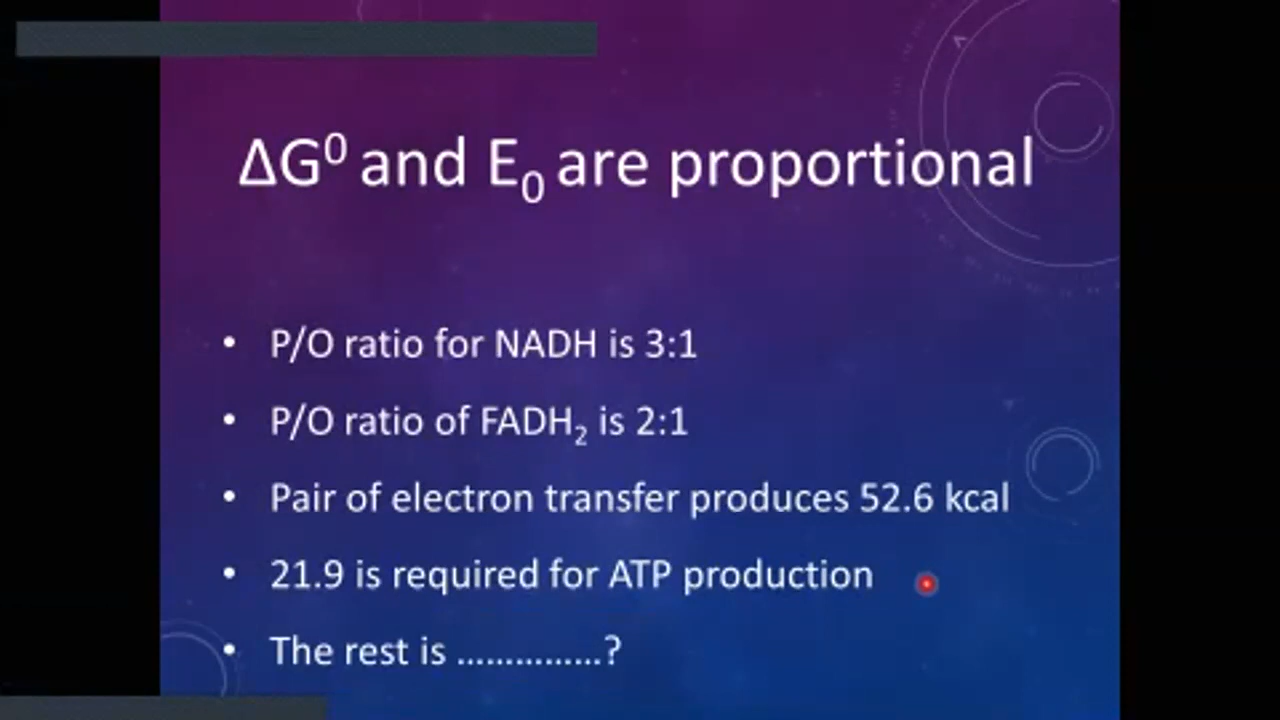 ΔG⁰ and E₀ are proportional
• P/O ratio for NADH is 3:1
• P/O ratio of FADH₂ is 2:1
• Pair of electron transfer produces 52.6 kcal
• 21.9 is required for ATP production
• The rest is ...............?